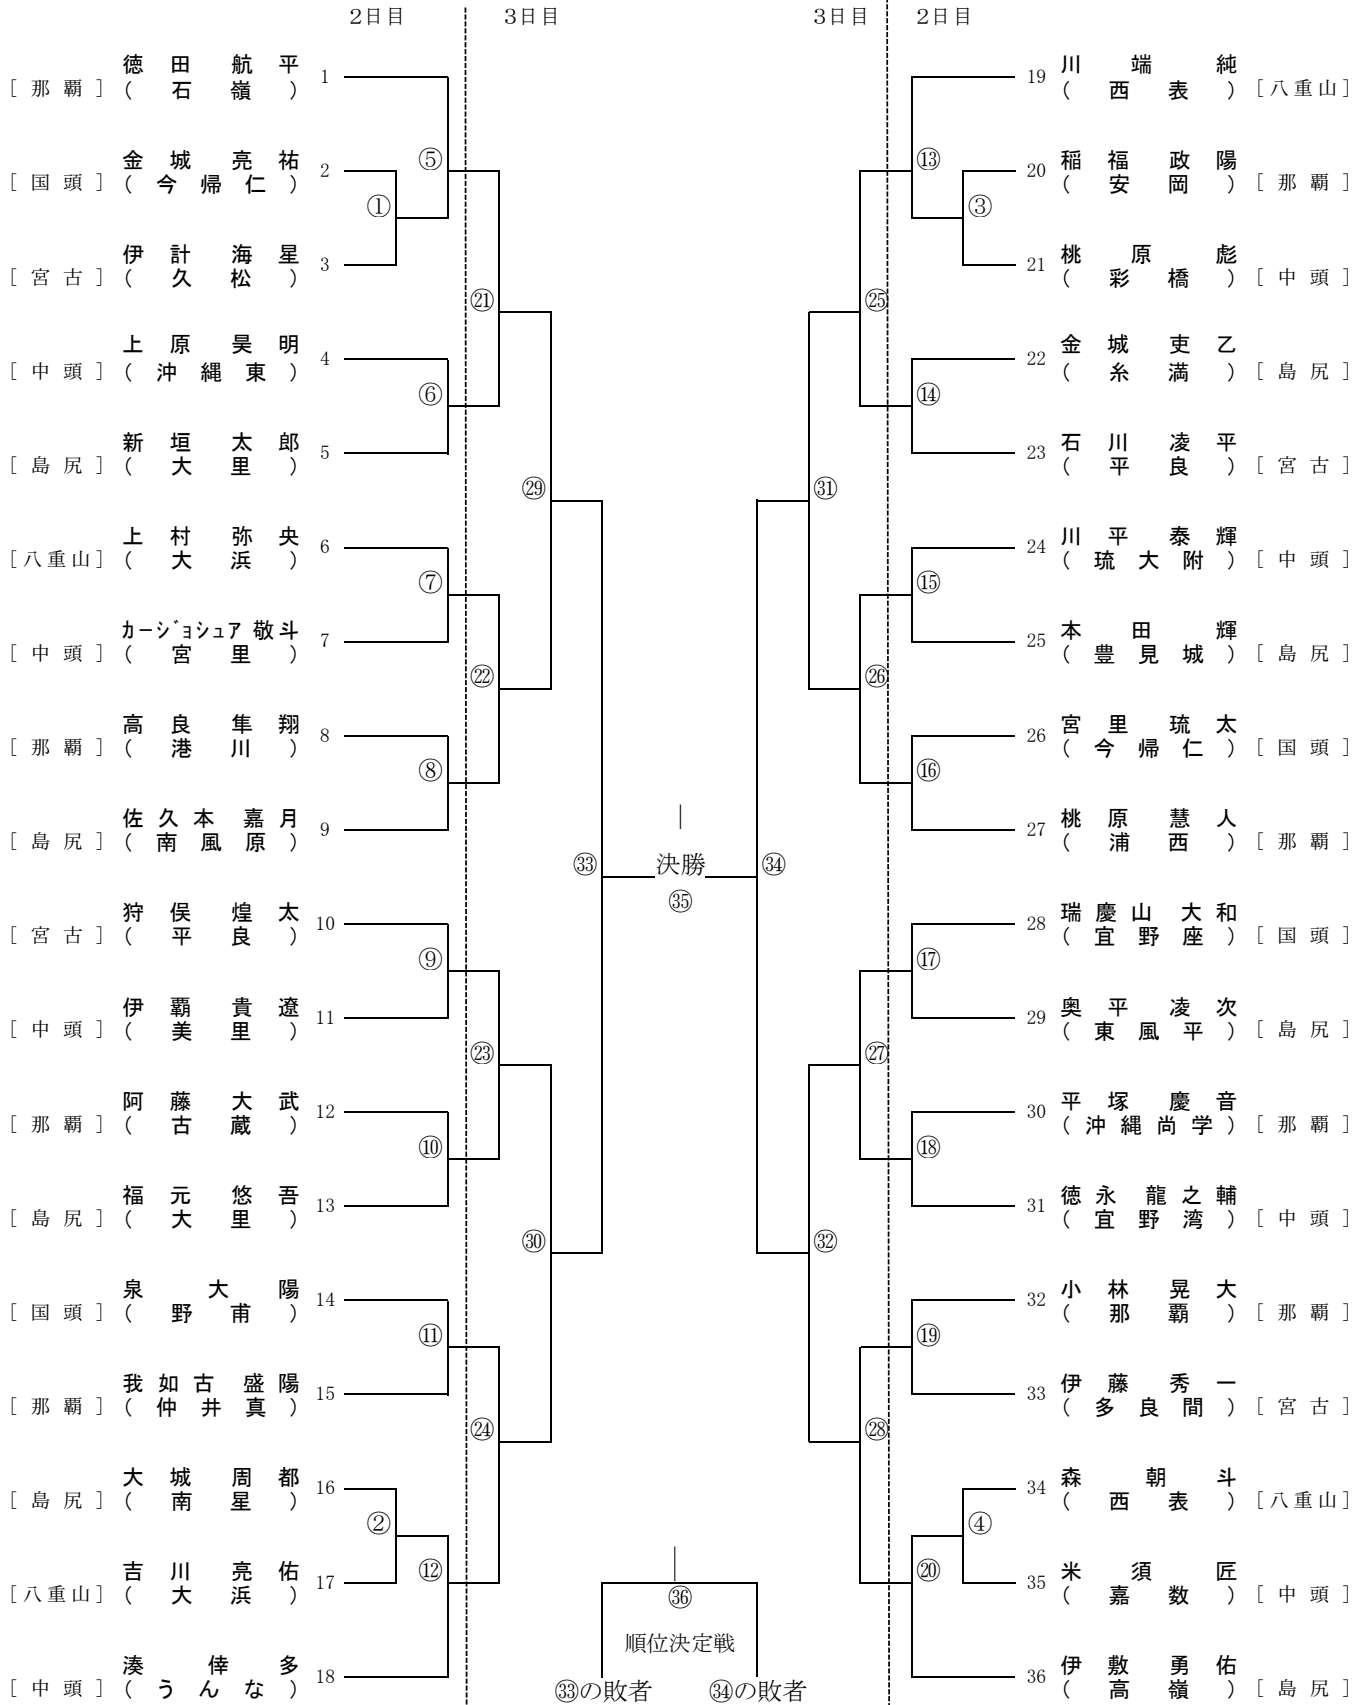 2日目 3日目 3日目 2日目
徳田航平
[那覇] (石嶺) 1
金城亮祐
[国頭] (今帰仁) 2
伊計海星
[宮古] (久松) 3
上原昊明
[中頭] (沖縄東) 4
新垣太郎
[島尻] (大里) 5
上村弥央
[八重山] (大浜) 6
カージョシュア敬斗
[中頭] (宮里) 7
高良隼翔
[那覇] (港川) 8
佐久本嘉月
[島尻] (南風原) 9
狩俣煌太
[宮古] (平良) 10
伊覇貴遼
[中頭] (美里) 11
阿藤大武
[那覇] (古蔵) 12
福元悠吾
[島尻] (大里) 13
泉大陽
[国頭] (野甫) 14
我如古盛陽
[那覇] (仲井真) 15
大城周都
[島尻] (南星) 16
吉川亮佑
[八重山] (大浜) 17
湊倖多
[中頭] (うんな) 18
①
②
⑤
⑥
⑦
⑧
⑨
⑩
⑪
⑫
㉑
㉒
㉓
㉔
㉙
㉚
㉝
決勝
㉟
㉞
㉛
㉜
㉕
㉖
㉗
㉘
⑬
⑭
⑮
⑯
⑰
⑱
⑲
⑳
③
④
19 川端純
(西表) [八重山]
20 稲福政陽
(安岡) [那覇]
21 桃原彪
(彩橋) [中頭]
22 金城吏乙
(糸満) [島尻]
23 石川凌平
(平良) [宮古]
24 川平泰輝
(琉大附) [中頭]
25 本田輝
(豊見城) [島尻]
26 宮里琉太
(今帰仁) [国頭]
27 桃原慧人
(浦西) [那覇]
28 瑞慶山大和
(宜野座) [国頭]
29 奥平凌次
(東風平) [島尻]
30 平塚慶音
(沖縄尚学) [那覇]
31 徳永龍之輔
(宜野湾) [中頭]
32 小林晃大
(那覇) [那覇]
33 伊藤秀一
(多良間) [宮古]
34 森朝斗
(西表) [八重山]
35 米須匠
(嘉数) [中頭]
36 伊敷勇佑
(高嶺) [島尻]
㊱
順位決定戦
㉝の敗者 ㉞の敗者